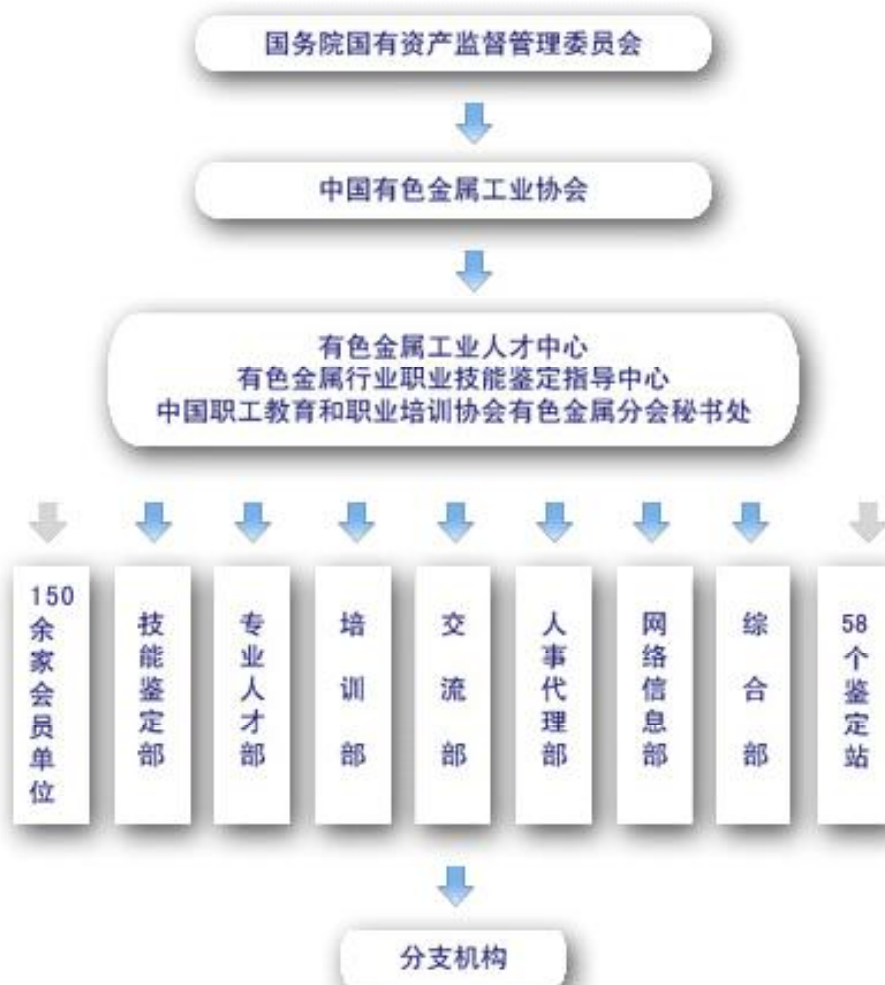 国务院国有资产监督管理委员会
中国有色金属工业协会
有色金属工业人才中心
有色金属行业职业技能鉴定指导中心
中国职工教育和职业培训协会有色金属分会秘书处
150余家会员单位
技能鉴定部
专业人才部
培训部
交流部
人事代理部
网络信息部
综合部
58个鉴定站
分支机构